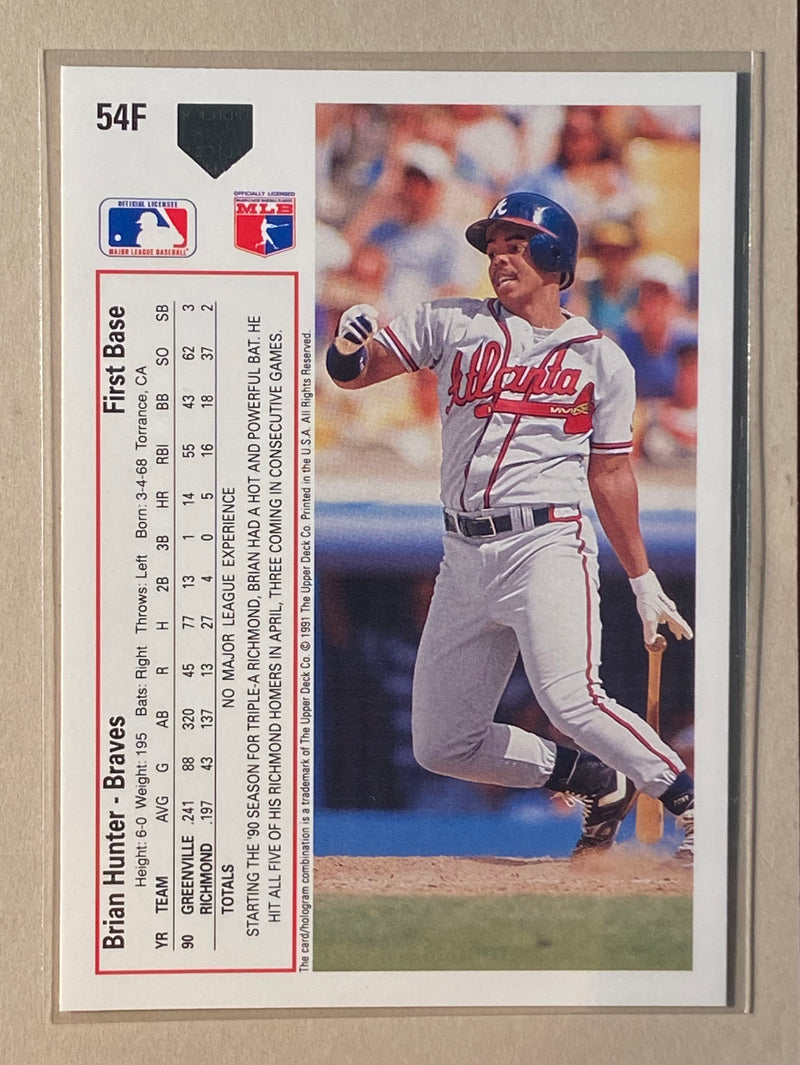 54F
OFFICIAL LICENSEE
MAJOR LEAGUE BASEBALL
OFFICIALLY LICENSED
MLB
Brian Hunter - Braves First Base
Height: 6-0 Weight: 195 Bats: Right Throws: Left Born: 3-4-68 Torrance, CA
YR TEAM AVG G AB R H 2B 3B HR RBI BB SO SB
90 GREENVILLE .241 88 320 45 77 13 1 14 55 43 62 3
RICHMOND .197 43 137 13 27 4 0 5 16 18 37 2
TOTALS NO MAJOR LEAGUE EXPERIENCE
STARTING THE '90 SEASON FOR TRIPLE-A RICHMOND, BRIAN HAD A HOT AND POWERFUL BAT. HE
HIT ALL FIVE OF HIS RICHMOND HOMERS IN APRIL, THREE COMING IN CONSECUTIVE GAMES.
The card/hologram combination is a trademark of The Upper Deck Co. © 1991 The Upper Deck Co. Printed in the U.S.A. All Rights Reserved.
A
Atlanta